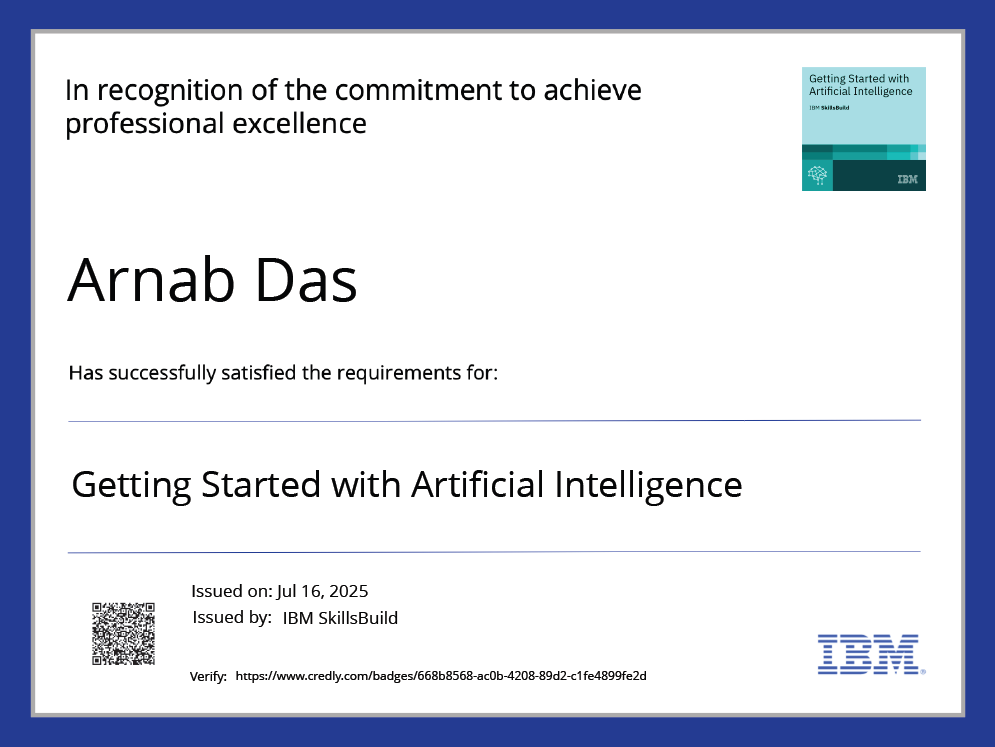 In recognition of the commitment to achieve
professional excellence
Getting Started with
Artificial Intelligence
IBM SkillsBuild
IBM
Arnab Das
Has successfully satisfied the requirements for:
Getting Started with Artificial Intelligence
Issued on: Jul 16, 2025
Issued by: IBM SkillsBuild
IBM®
Verify: https://www.credly.com/badges/668b8568-ac0b-4208-89d2-c1fe4899fe2d